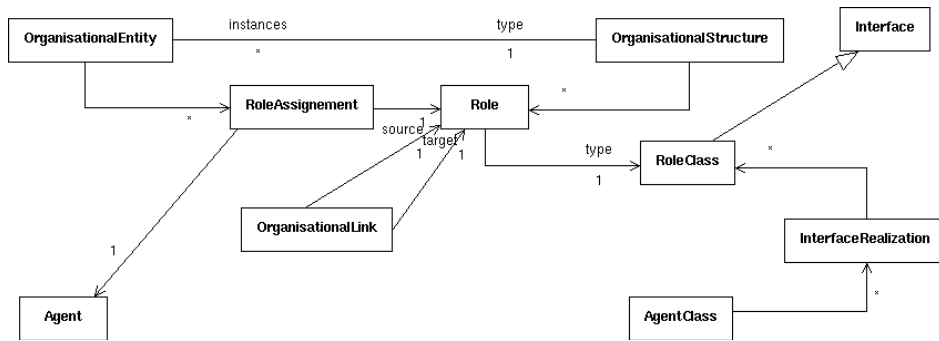 instances
type
Interface
OrganisationalEntity
OrganisationalStructure
*
1
RoleAssignement
Role
*
*
1
source
1
target
1
1
type
RoleClass
*
1
OrganisationalLink
InterfaceRealization
1
*
Agent
AgentClass